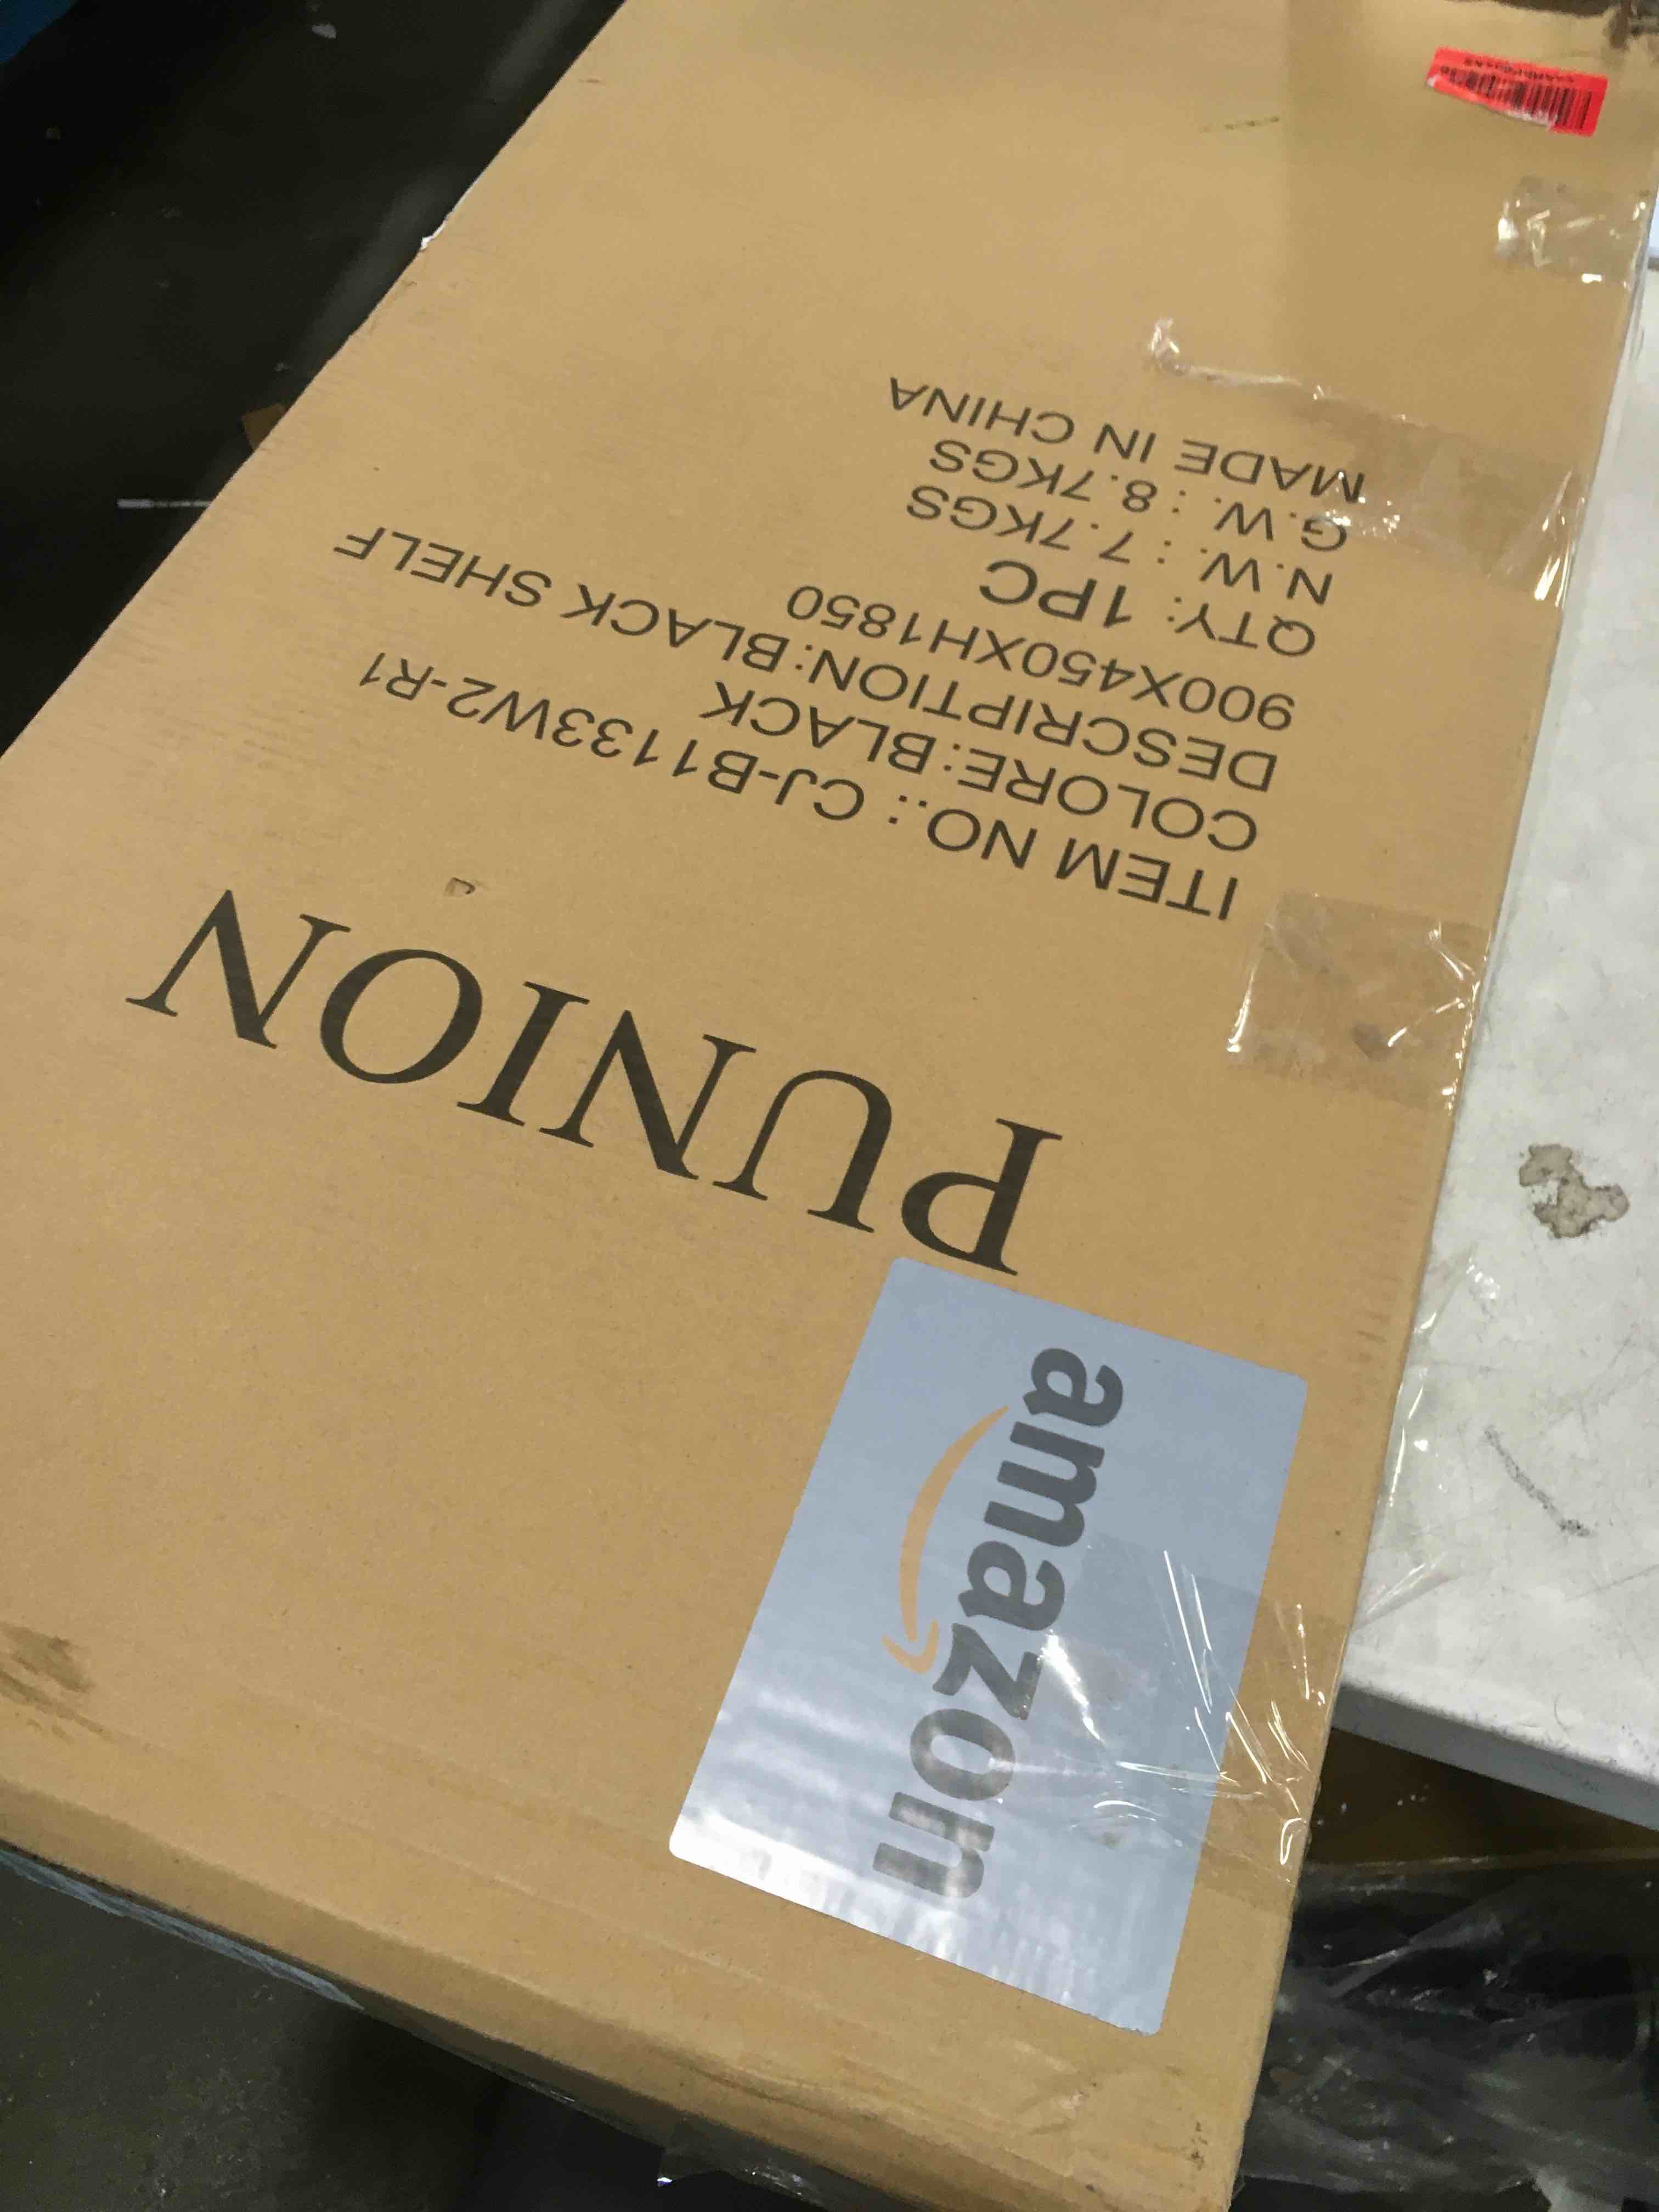 PUNION
ITEM NO.: CJ-B1133W2-R1
COLORE:BLACK
DESCRIPTION:BLACK SHELF
900X450XH1850
QTY: 1PC
N.W.: 7.7KGS
G.W.: 8.7KGS
MADE IN CHINA
amazon